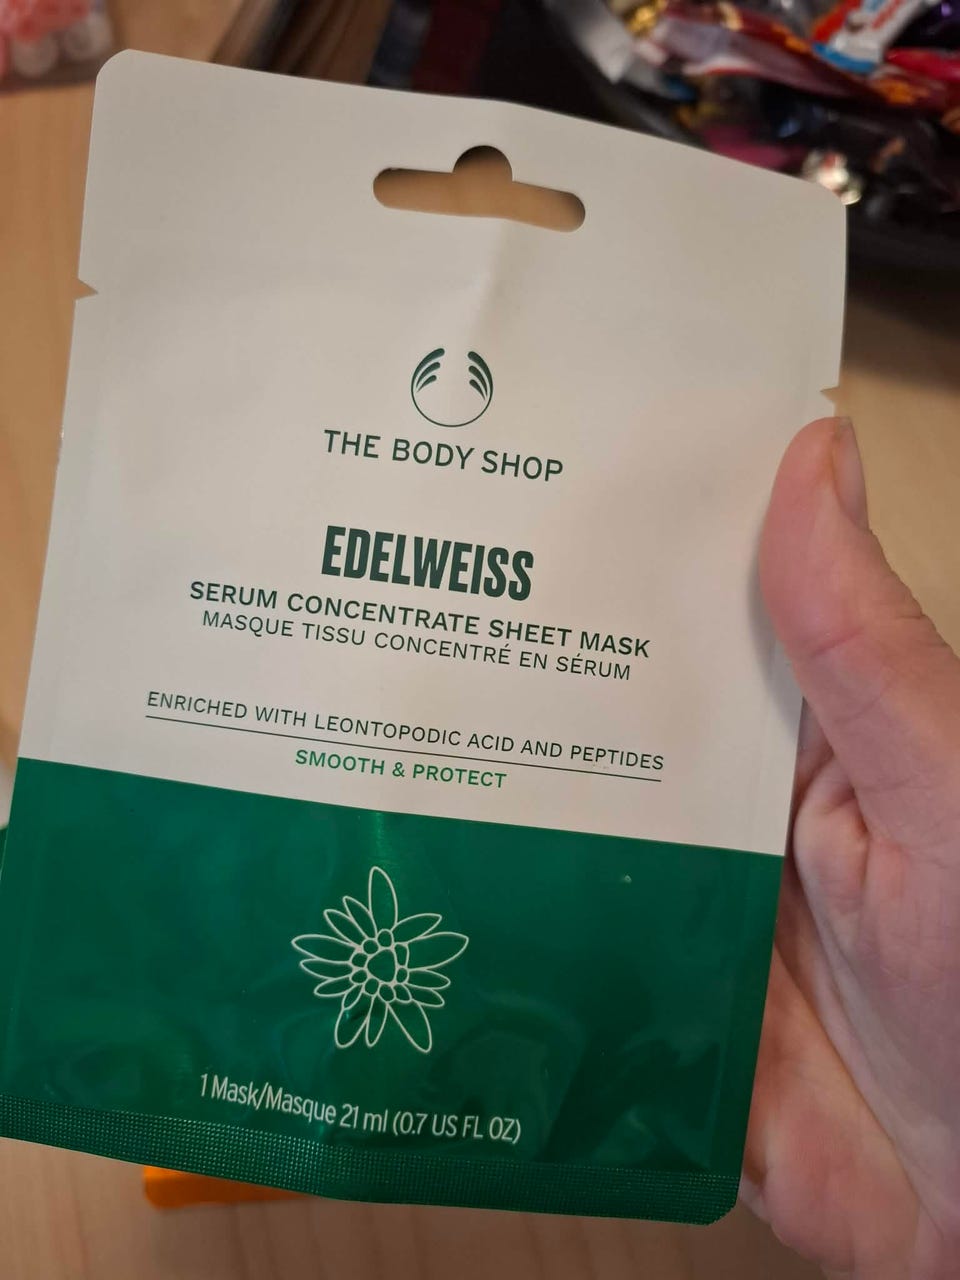 THE BODY SHOP
EDELWEISS
SERUM CONCENTRATE SHEET MASK
MASQUE TISSU CONCENTRÉ EN SÉRUM
ENRICHED WITH LEONTOPODIC ACID AND PEPTIDES
SMOOTH & PROTECT
1 Mask/Masque 21 ml (0.7 US FL OZ)